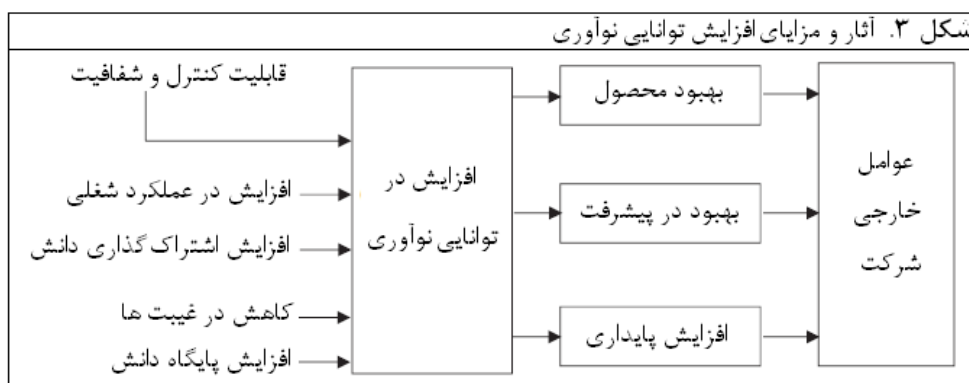 شکل ۳. آثار و مزایای افزایش توانایی نوآوری
قابلیت کنترل و شفافیت
افزایش در عملکرد شغلی
افزایش اشتراک گذاری دانش
کاهش در غیبت ها
افزایش پایگاه دانش
افزایش در
توانایی نوآوری
بهبود محصول
بهبود در پیشرفت
افزایش پایداری
عوامل
خارجی
شرکت